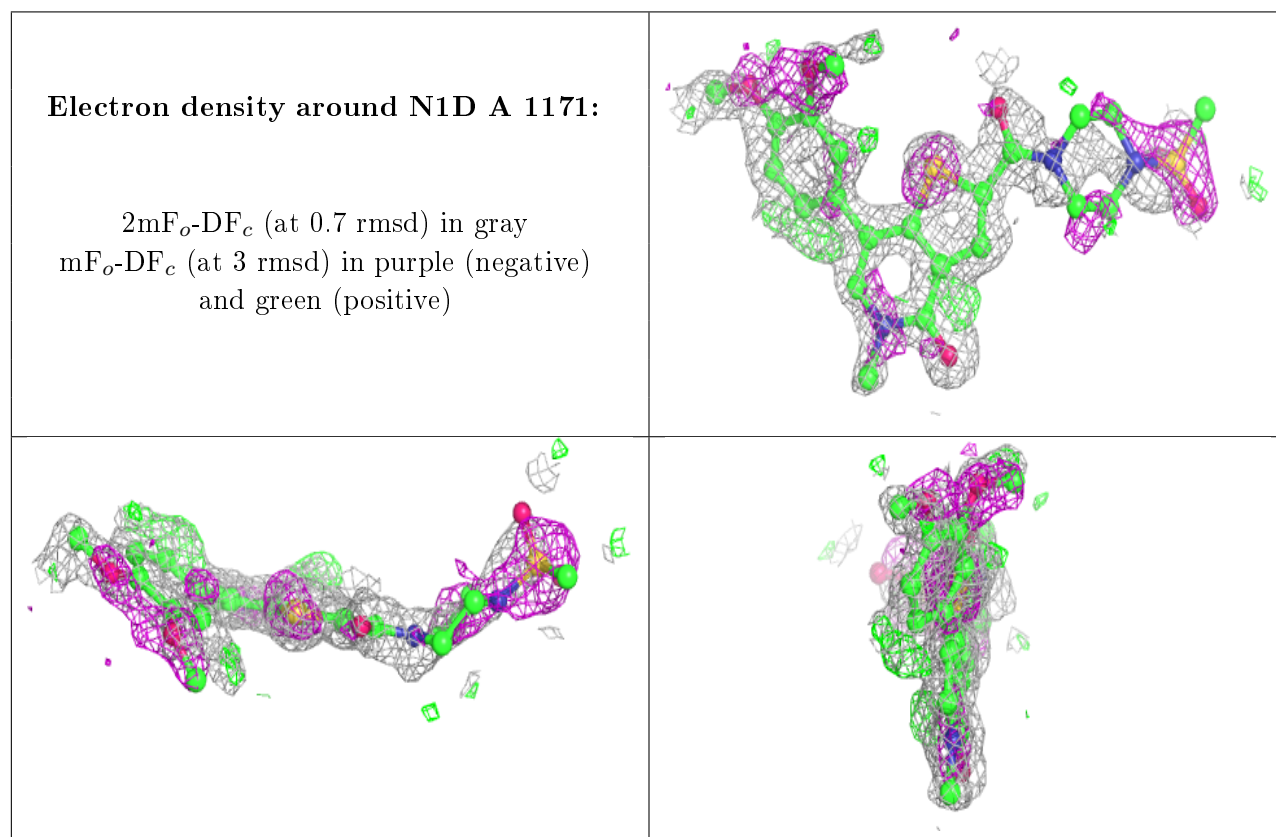 Electron density around N1D A 1171:
2mFₒ-DF𝒸 (at 0.7 rmsd) in gray
mFₒ-DF𝒸 (at 3 rmsd) in purple (negative)
and green (positive)